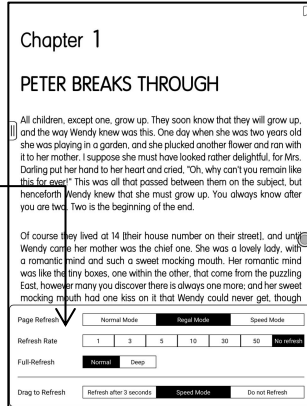 Chapter 1
PETER BREAKS THROUGH
All children, except one, grow up. They soon know that they will grow up,
and the way Wendy knew was this. One day when she was two years old
she was playing in a garden, and she plucked another flower and ran with
it to her mother. I suppose she must have looked rather delightful, for Mrs.
Darling put her hand to her heart and cried, "Oh, why can't you remain like
this for ever!" This was all that passed between them on the subject, but
henceforth Wendy knew that she must grow up. You always know after
you are two. Two is the beginning of the end.
Of course they lived at 14 [their house number on their street], and until
Wendy came her mother was the chief one. She was a lovely lady, with
a romantic mind and such a sweet mocking mouth. Her romantic mind
was like the tiny boxes, one within the other, that come from the puzzling
East, however many you discover there is always one more; and her sweet
mocking mouth had one kiss on it that Wendy could never get, though
Page Refresh Normal Mode Regal Mode Speed Mode
Refresh Rate 1 3 5 10 30 50 No refresh
Full-Refresh Normal Deep
Drag to Refresh Refresh after 3 seconds Speed Mode Do not Refresh